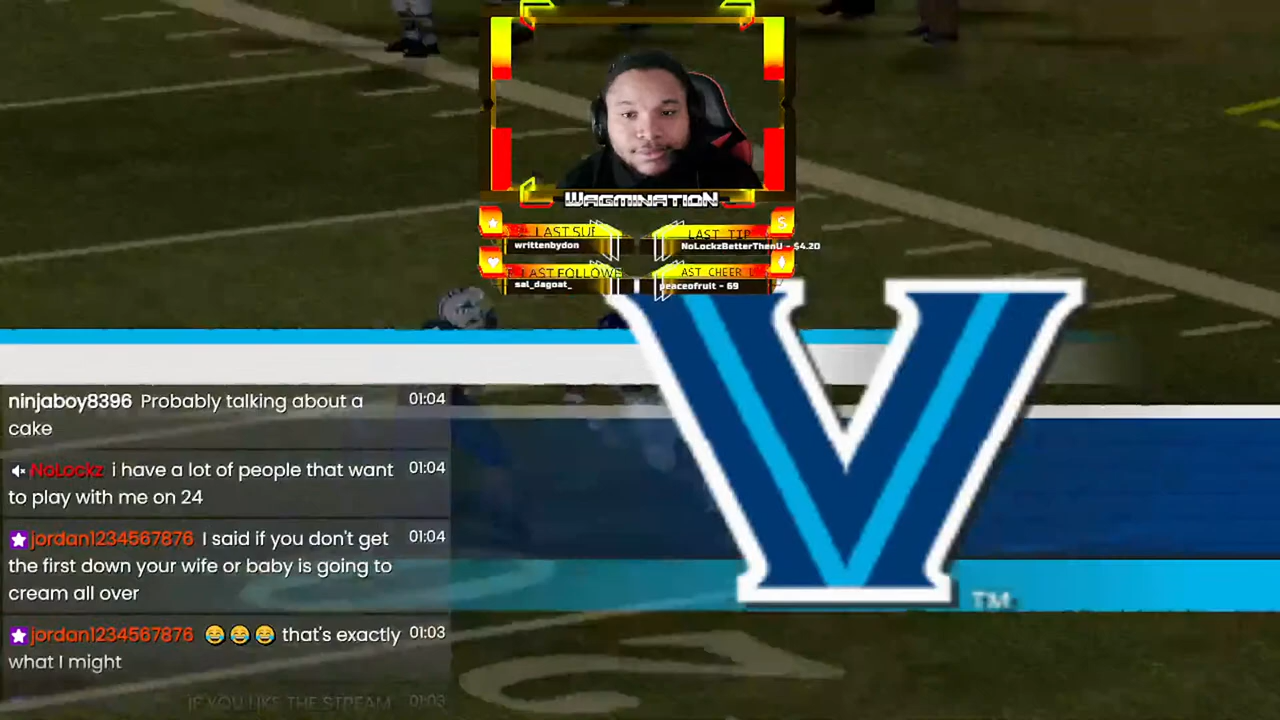 WAGMINATION
LAST SUB
LAST TIP
writtenbydon
NoLockzBetterThenU - $4.20
LAST FOLLOWE
AST CHEER
sal_dagoat_
peaceofruit - 69
ninjaboy8396 Probably talking about a 01:04
cake
NoLockz i have a lot of people that want 01:04
to play with me on 24
jordan1234567876 I said if you don't get 01:04
the first down your wife or baby is going to
cream all over
jordan1234567876 😂😂😂 that's exactly 01:03
what I might
IF YOU LIKE THE STREAM 01:03
V
TM